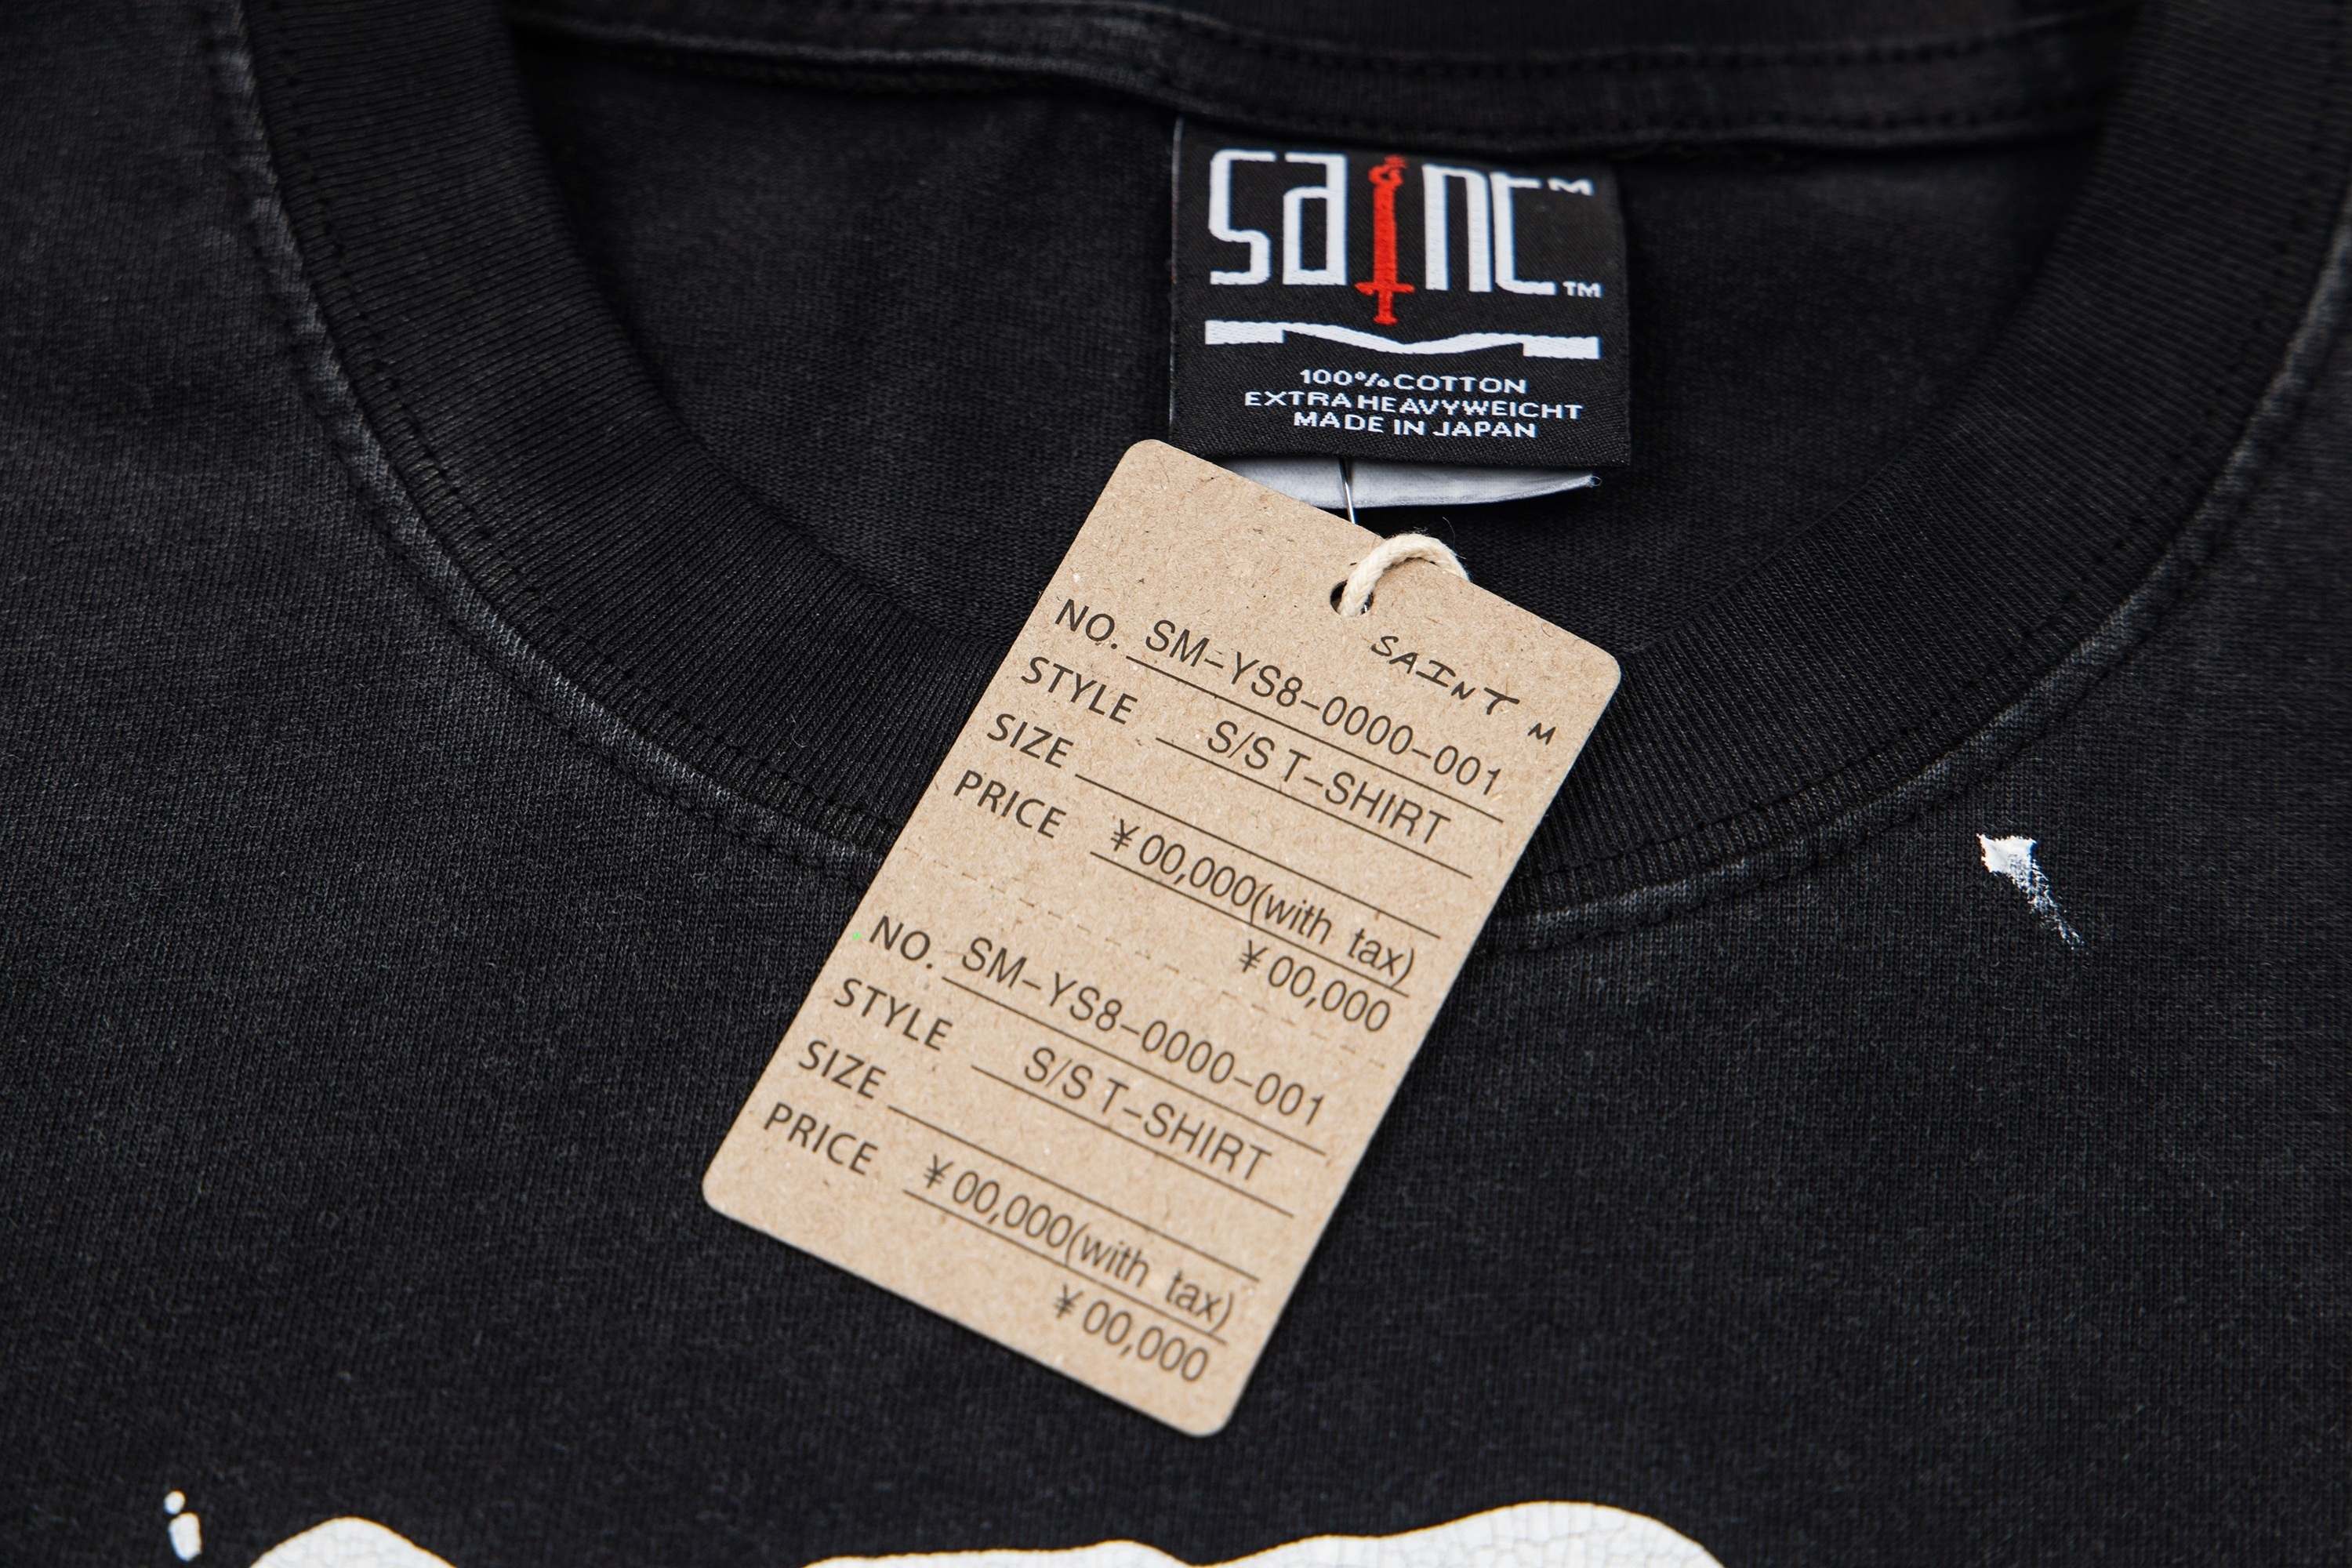 saint M
TM
100% COTTON
EXTRA HEAVYWEICHT
MADE IN JAPAN
SAINT M
NO. SM-YS8-0000-001
STYLE S/S T-SHIRT
SIZE
PRICE ¥00,000(with tax)
¥00,000
NO. SM-YS8-0000-001
STYLE S/S T-SHIRT
SIZE
PRICE ¥00,000(with tax)
¥00,000